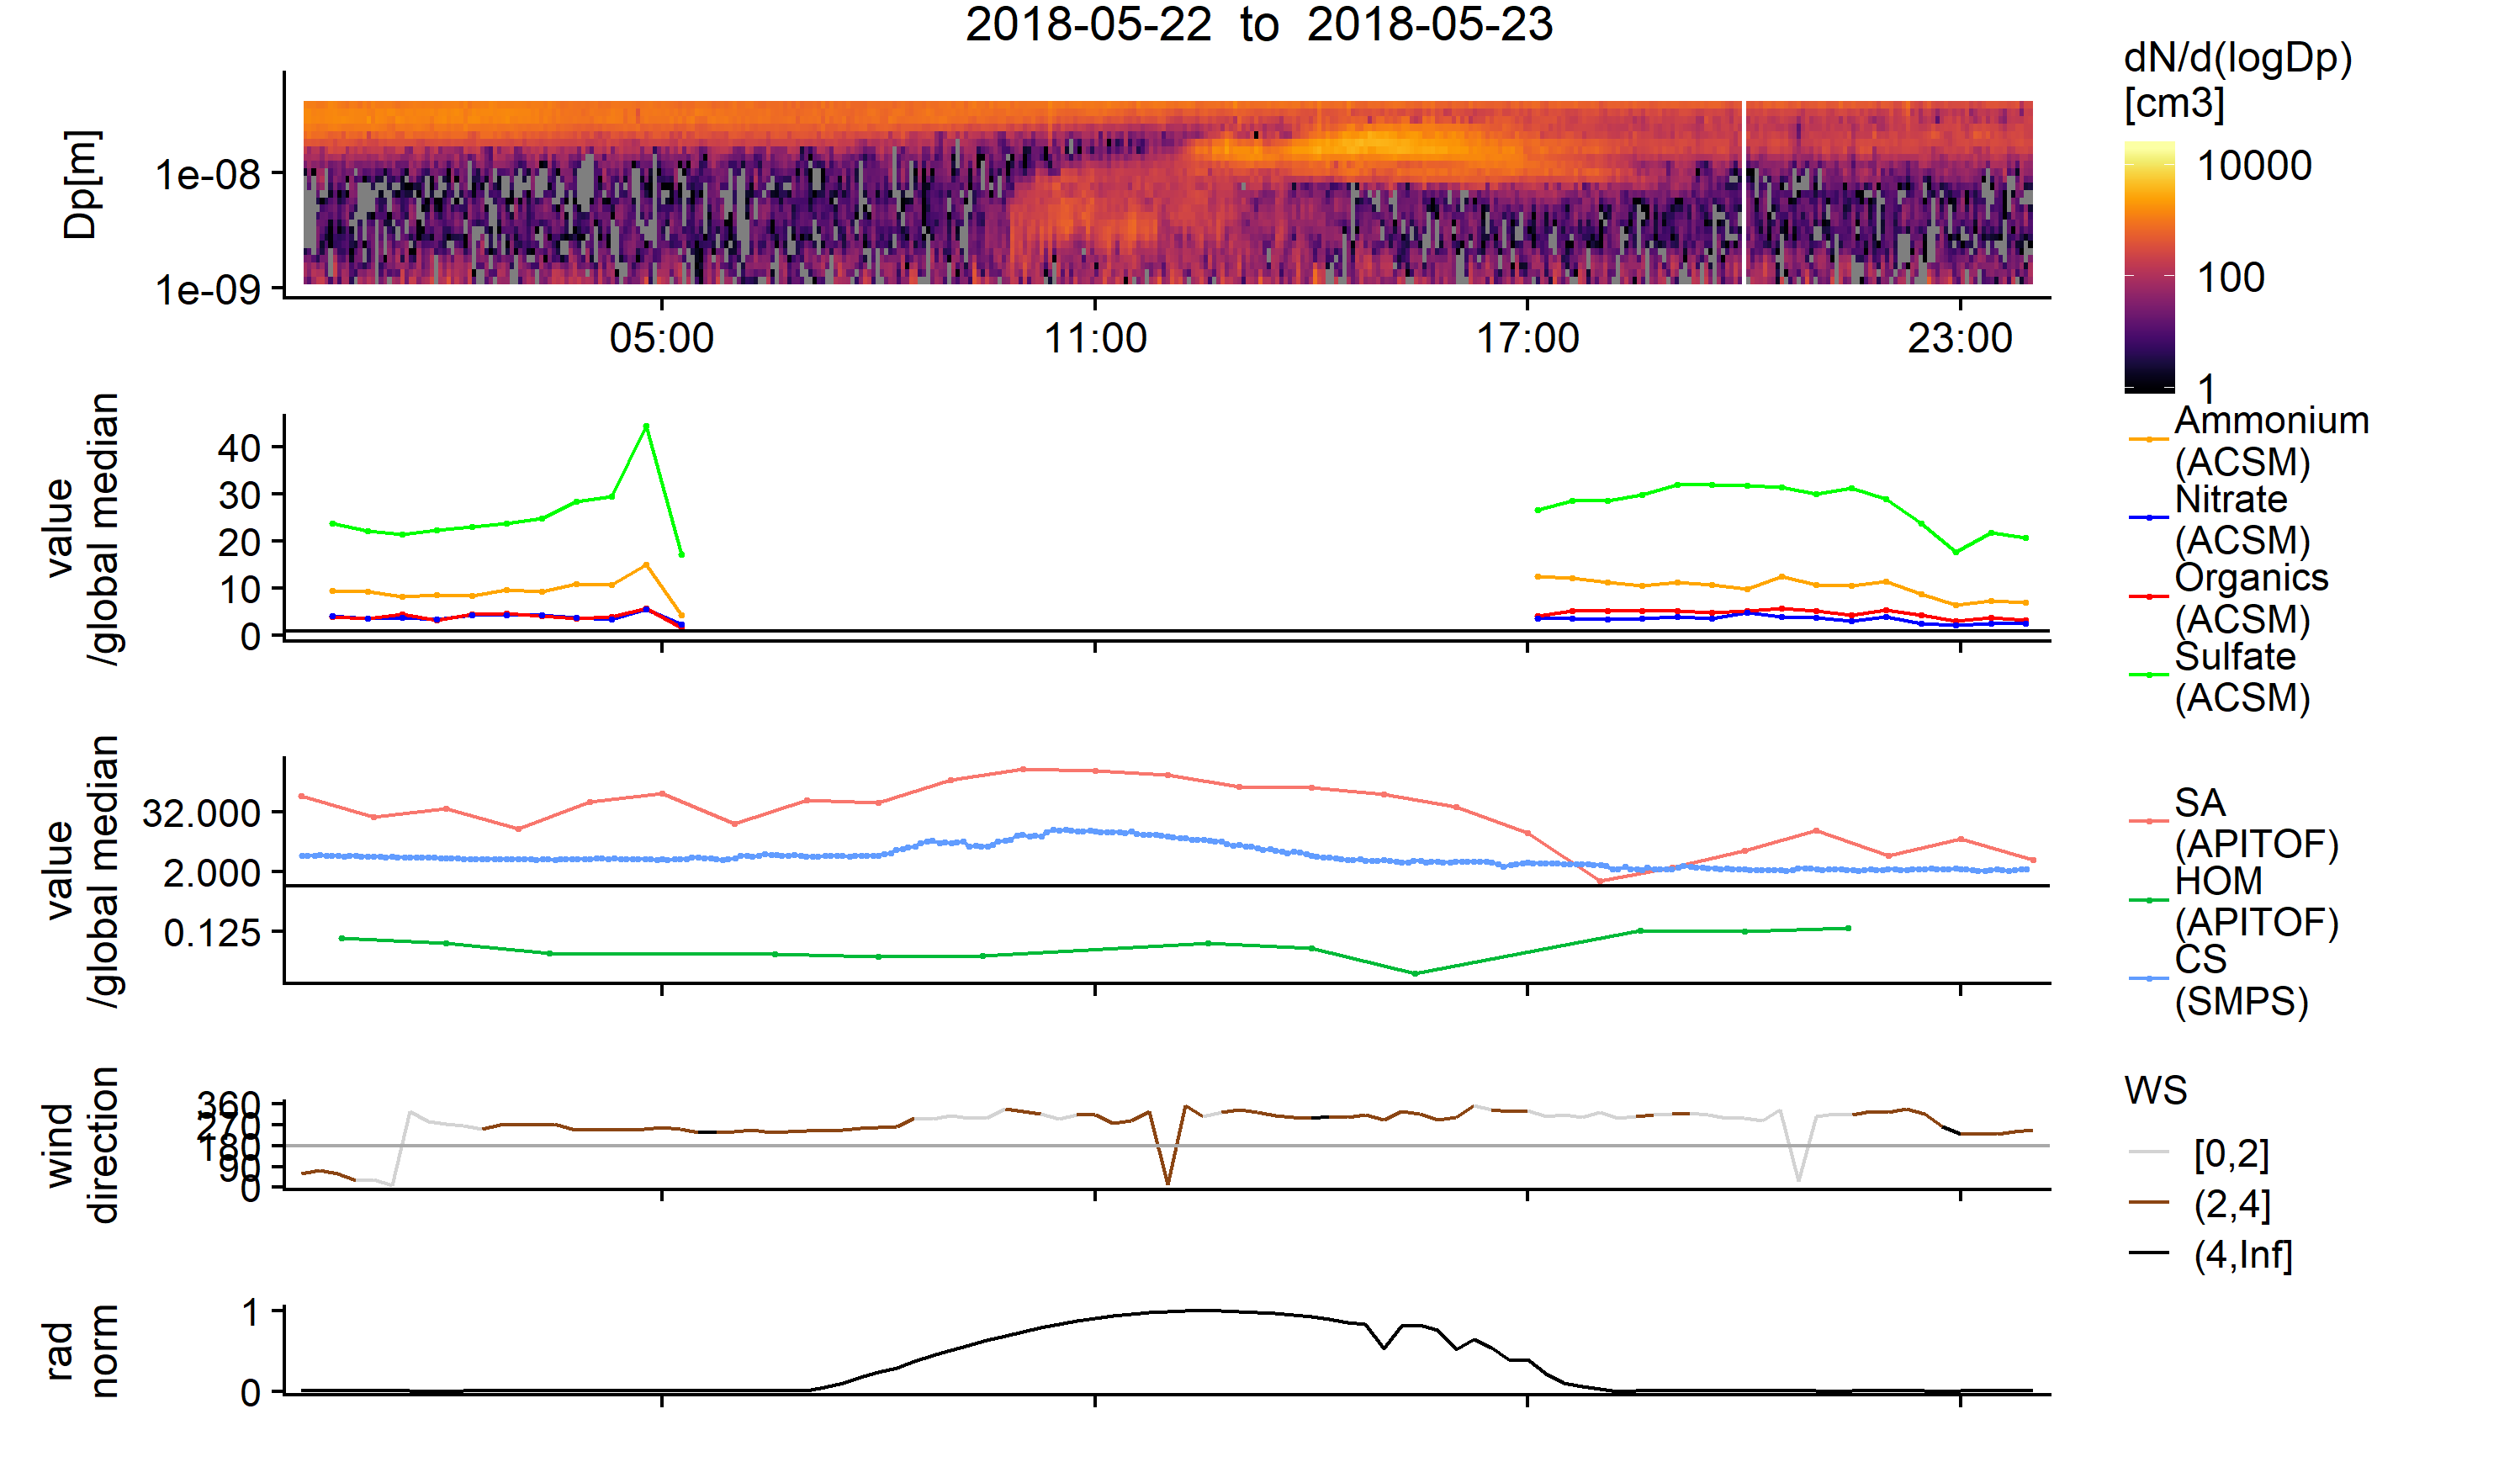 2018-05-22 to 2018-05-23
Dp[m]
1e-08
1e-09
05:00
11:00
17:00
23:00
dN/d(logDp)
[cm3]
10000
100
1
value
/global median
40
30
20
10
0
Ammonium
(ACSM)
Nitrate
(ACSM)
Organics
(ACSM)
Sulfate
(ACSM)
value
/global median
32.000
2.000
0.125
SA
(APITOF)
HOM
(APITOF)
CS
(SMPS)
wind
direction
360
270
180
90
0
WS
[0,2]
(2,4]
(4,Inf]
rad
norm
1
0